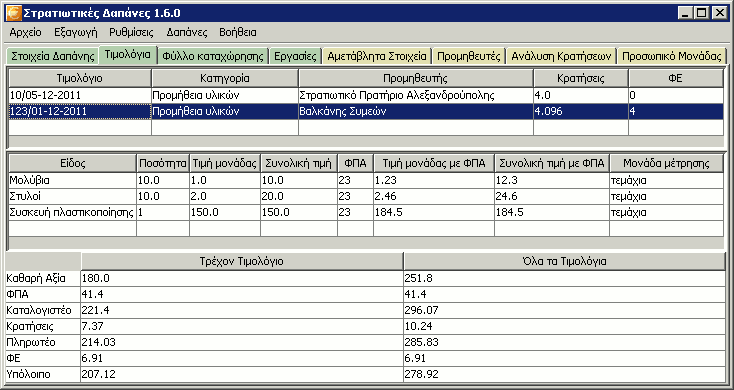 Στρατιωτικές Δαπάνες 1.6.0
Αρχείο Εξαγωγή Ρυθμίσεις Δαπάνες Βοήθεια
Στοιχεία Δαπάνης Τιμολόγια Φύλλο καταχώρησης Εργασίες Αμετάβλητα Στοιχεία Προμηθευτές Ανάλυση Κρατήσεων Προσωπικό Μονάδας
Τιμολόγιο Κατηγορία Προμηθευτής Κρατήσεις ΦΕ
10/05-12-2011 Προμήθεια υλικών Στρατιωτικό Πρατήριο Αλεξανδρούπολης 4.0 0
123/01-12-2011 Προμήθεια υλικών Βαλκάνης Συμεών 4.096 4
Είδος Ποσότητα Τιμή μονάδας Συνολική τιμή ΦΠΑ Τιμή μονάδας με ΦΠΑ Συνολική τιμή με ΦΠΑ Μονάδα μέτρησης
Μολύβια 10.0 1.0 10.0 23 1.23 12.3 τεμάχια
Στυλοί 10.0 2.0 20.0 23 2.46 24.6 τεμάχια
Συσκευή πλαστικοποίησης 1 150.0 150.0 23 184.5 184.5 τεμάχια
Τρέχον Τιμολόγιο Όλα τα Τιμολόγια
Καθαρή Αξία 180.0 251.8
ΦΠΑ 41.4 41.4
Καταλογιστέο 221.4 296.07
Κρατήσεις 7.37 10.24
Πληρωτέο 214.03 285.83
ΦΕ 6.91 6.91
Υπόλοιπο 207.12 278.92